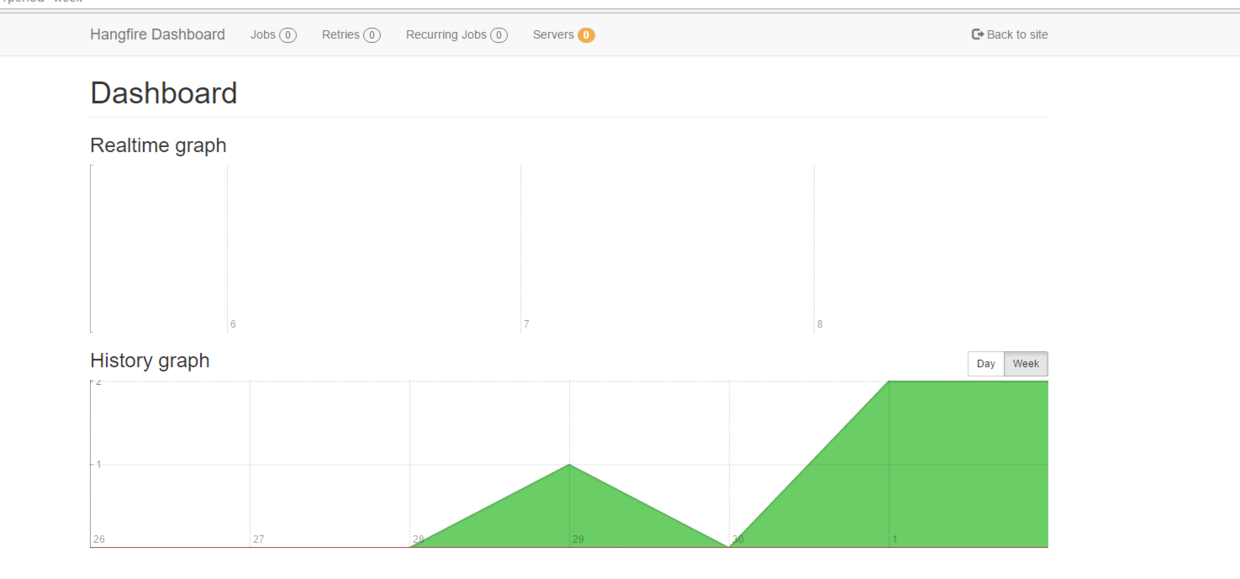 Hangfire Dashboard Jobs 0 Retries 0 Recurring Jobs 0 Servers 0 Back to site
Dashboard
Realtime graph
6 7 8
History graph Day Week
2
1
26 27 28 29 30 1